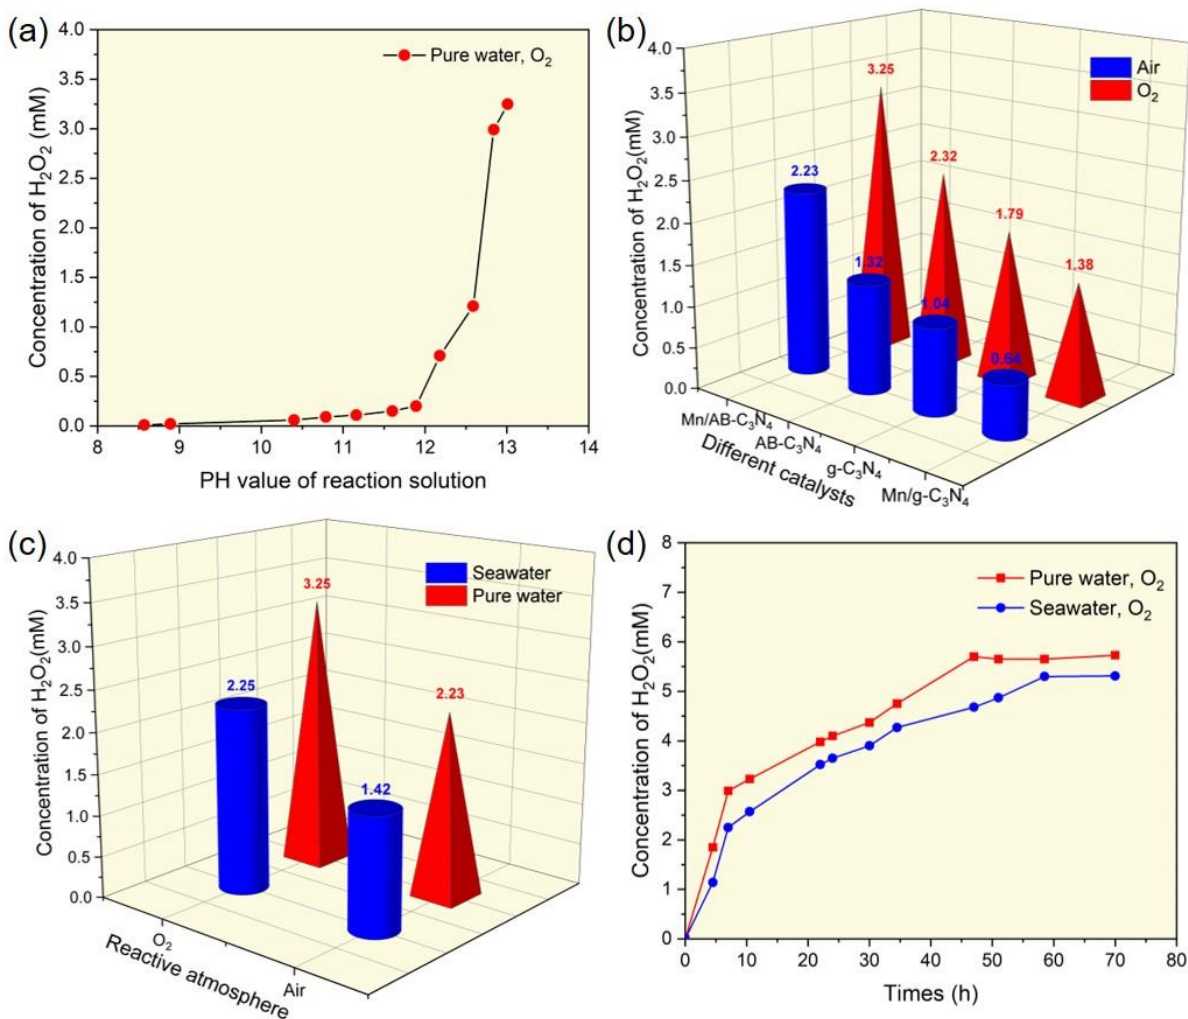 (a)
Pure water, O₂
Concentration of H₂O₂ (mM)
4.0
3.5
3.0
2.5
2.0
1.5
1.0
0.5
0.0
8 9 10 11 12 13 14
PH value of reaction solution
(b)
Air
O₂
Concentration of H₂O₂(mM)
4.0
3.5
3.0
2.5
2.0
1.5
1.0
0.5
0.0
3.25
2.32
1.79
1.38
2.23
1.32
1.04
0.64
Mn/AB-C₃N₄
AB-C₃N₄
g-C₃N₄
Mn/g-C₃N₄
Different catalysts
(c)
Seawater
Pure water
Concentration of H₂O₂(mM)
4.0
3.5
3.0
2.5
2.0
1.5
1.0
0.5
0.0
3.25
2.25
2.23
1.42
O₂
Air
Reactive atmosphere
(d)
Pure water, O₂
Seawater, O₂
Concentration of H₂O₂(mM)
8
7
6
5
4
3
2
1
0
0 10 20 30 40 50 60 70 80
Times (h)